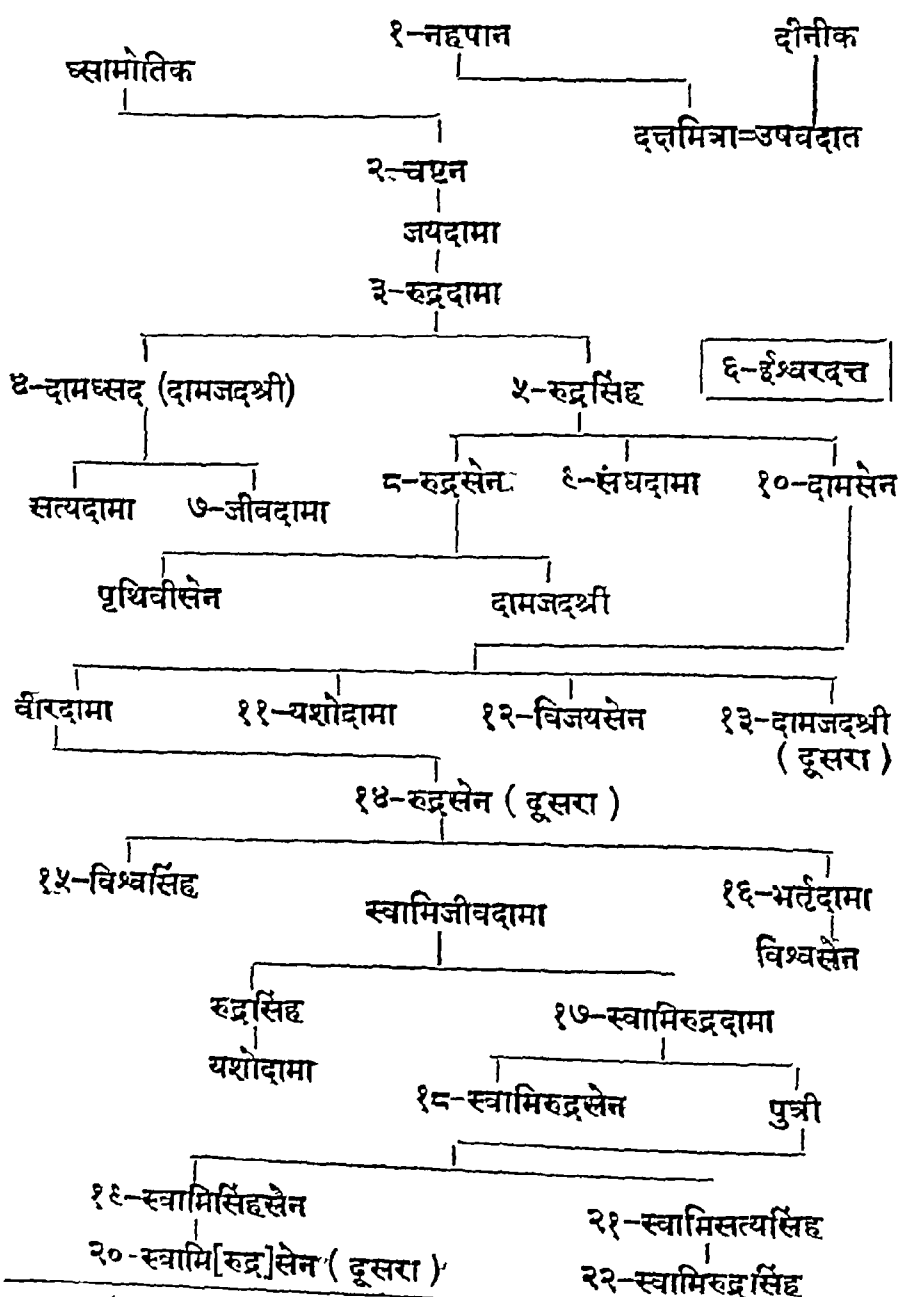 १-नहपान दीनीक
घ्सामोतिक
दक्षमित्रा=उषवदात
२-चष्टन
जयदामा
३-रुद्रदामा
६-ईश्वरदत्त
४-दामघ्सद (दामजदश्री) ५-रुद्रसिंह
८-रुद्रसेन ९-संघदामा १०-दामसेन
सत्यदामा ७-जीवदामा
पृथिवीसेन दामजदश्री
वीरदामा ११-यशोदामा १२-विजयसेन १३-दामजदश्री
(दूसरा)
१४-रुद्रसेन (दूसरा)
१५-विश्वसिंह १६-भर्तृदामा
स्वामिजीवदामा
विश्वसेन
रुद्रसिंह १७-स्वामिरुद्रदामा
यशोदामा
१८-स्वामिरुद्रसेन पुत्री
१९-स्वामिसिंहसेन
२१-स्वामिसत्यसिंह
२०-स्वामि[रुद्र]सेन (दूसरा)
२२-स्वामिरुद्रसिंह